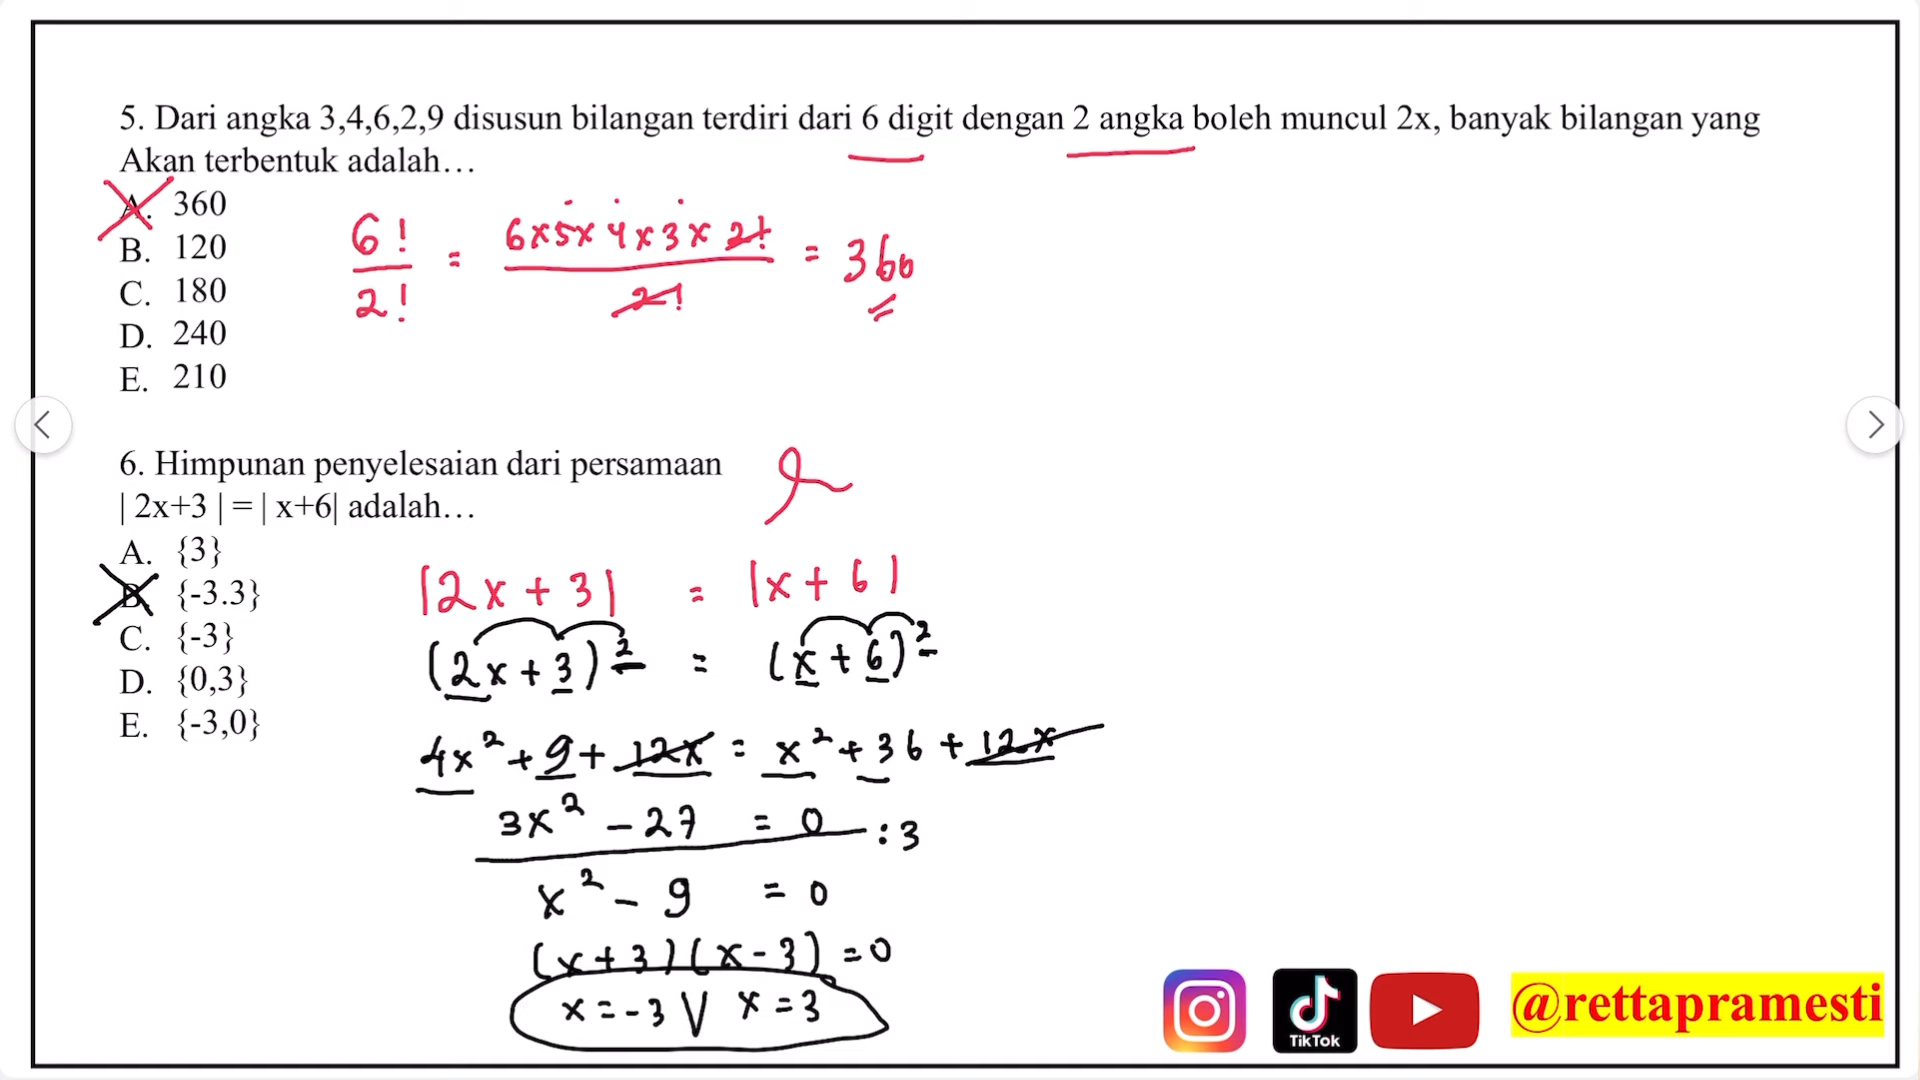 5. Dari angka 3,4,6,2,9 disusun bilangan terdiri dari 6 digit dengan 2 angka boleh muncul 2x, banyak bilangan yang
Akan terbentuk adalah…
A. 360
B. 120
C. 180
D. 240
E. 210
6!/2! = 6x5x4x3x2!/2! = 360
6. Himpunan penyelesaian dari persamaan
| 2x+3 | = | x+6| adalah…
A. {3}
B. {-3.3}
C. {-3}
D. {0,3}
E. {-3,0}
|2x+3| = |x+6|
(2x+3)² = (x+6)²
4x²+9+12x = x²+36+12x
3x²-27 = 0 :3
x²-9 = 0
(x+3)(x-3)=0
x=-3 V x=3
TikTok
@rettapramesti